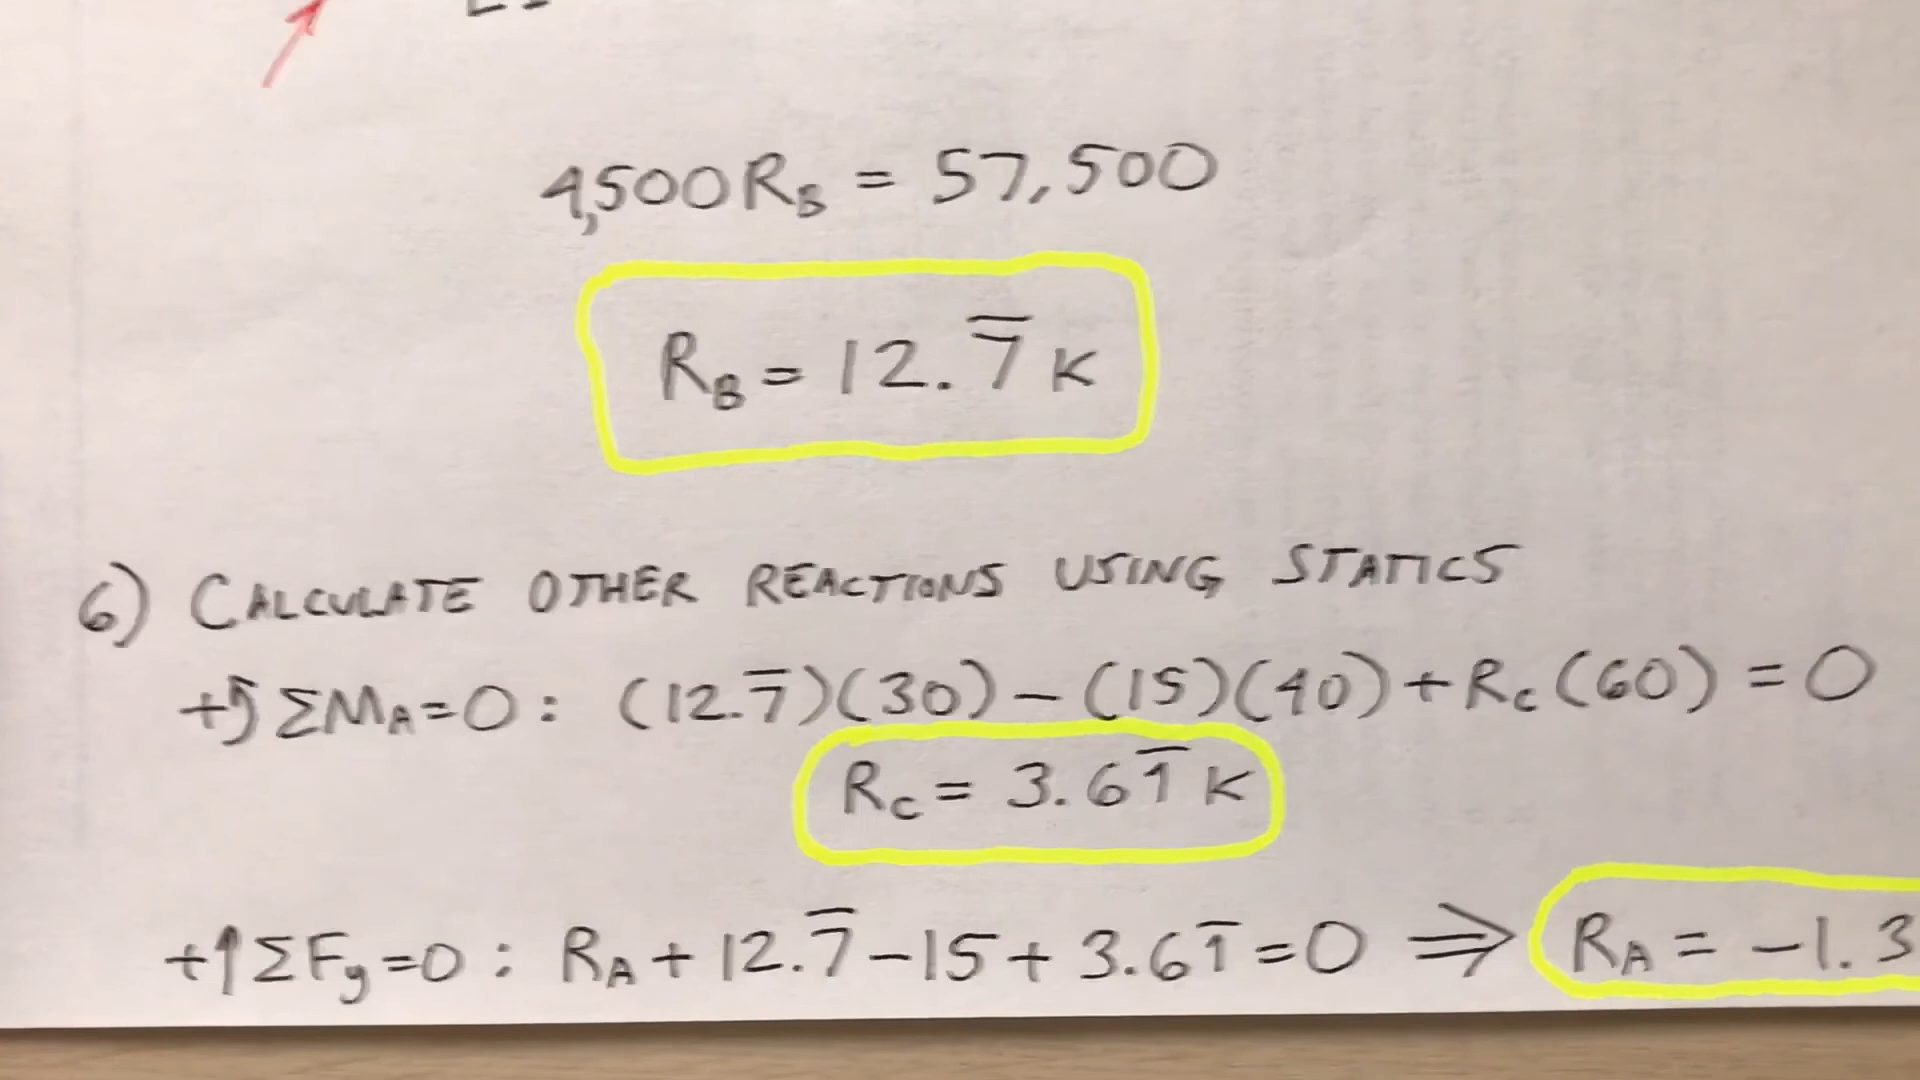 4,500 R_B = 57,500
R_B = 12.7̅ K
6) CALCULATE OTHER REACTIONS USING STATICS
+↺ ΣM_A = 0 : (12.7̅)(30) - (15)(40) + R_C (60) = 0
R_C = 3.61̅ K
+↑ ΣF_y = 0 : R_A + 12.7̅ - 15 + 3.61̅ = 0 ⇒ R_A = -1.3